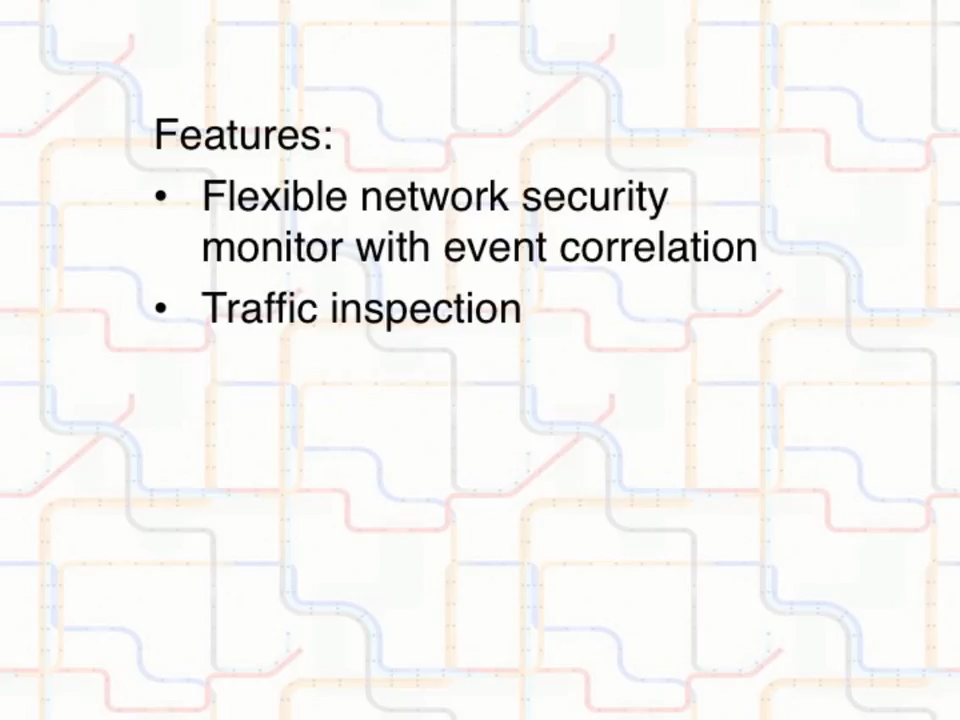 Features:
• Flexible network security
monitor with event correlation
• Traffic inspection